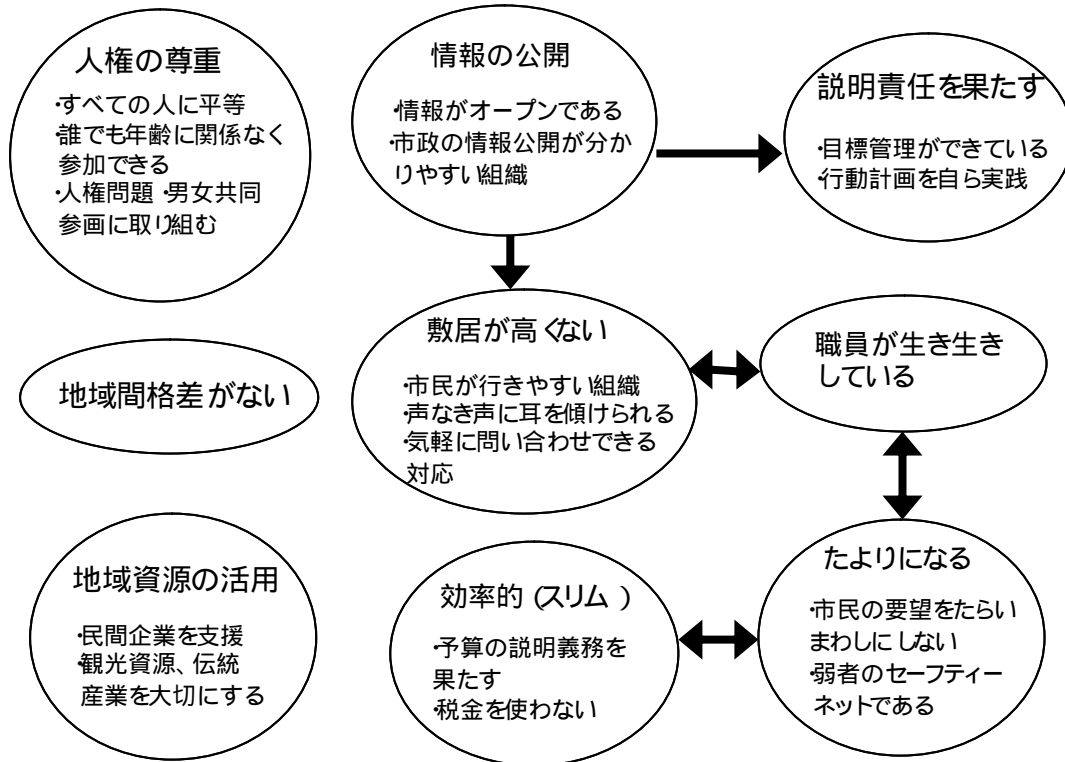 人権の尊重
・すべての人に平等
・誰でも年齢に関係なく
参加できる
・人権問題・男女共同
参画に取り組む
情報の公開
・情報がオープンである
・市政の情報公開が分か
りやすい組織
説明責任を果たす
・目標管理ができている
・行動計画を自ら実践
地域間格差がない
敷居が高くない
・市民が行きやすい組織
・声なき声に耳を傾けられる
・気軽に問い合わせできる
対応
職員が生き生き
している
地域資源の活用
・民間企業を支援
・観光資源、伝統
産業を大切にする
効率的(スリム)
・予算の説明義務を
果たす
・税金を使わない
たよりになる
・市民の要望をたらい
まわしにしない
・弱者のセーフティー
ネットである